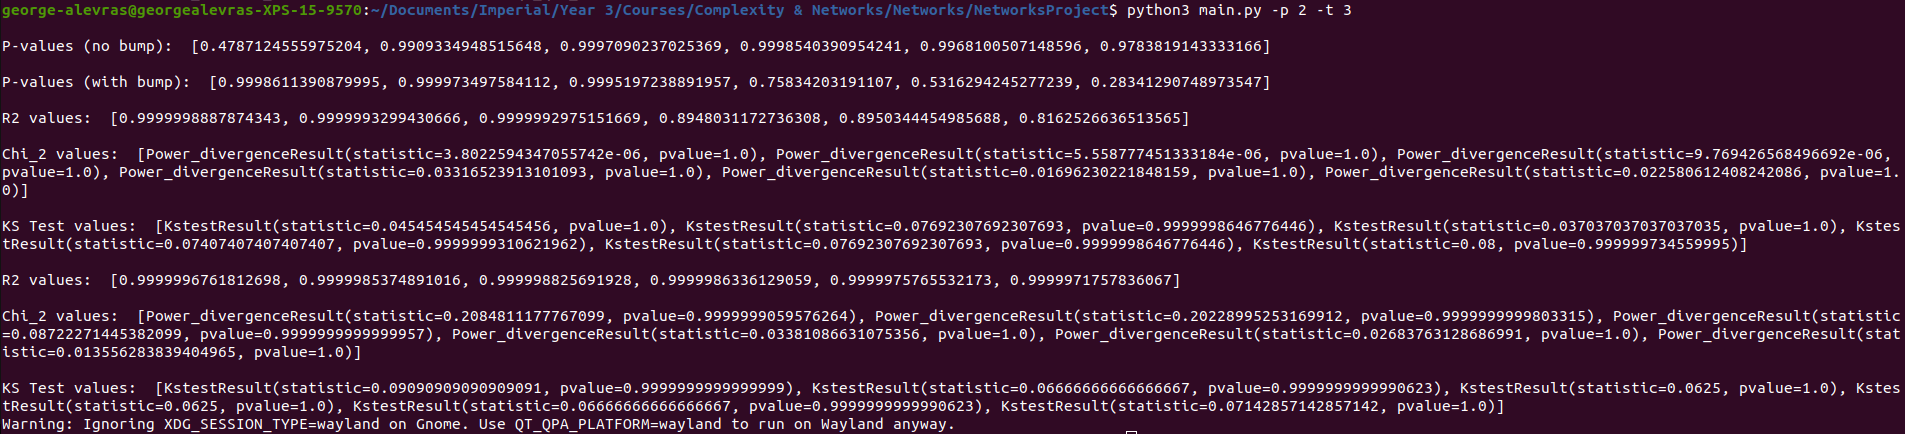 george-alevras@georgealevras-XPS-15-9570:~/Documents/Imperial/Year 3/Courses/Complexity & Networks/Networks/NetworksProject$ python3 main.py -p 2 -t 3
P-values (no bump):  [0.4787124555975204, 0.9909334948515648, 0.9997090237025369, 0.9998540390954241, 0.9968100507148596, 0.9783819143333166]
P-values (with bump):  [0.9998611390879995, 0.999973497584112, 0.9995197238891957, 0.75834203191107, 0.5316294245277239, 0.28341290748973547]
R2 values:  [0.9999998887874343, 0.9999993299430666, 0.9999992975151669, 0.8948031172736308, 0.8950344454985688, 0.8162526636513565]
Chi_2 values:  [Power_divergenceResult(statistic=3.8022594347055742e-06, pvalue=1.0), Power_divergenceResult(statistic=5.558777451333184e-06, pvalue=1.0), Power_divergenceResult(statistic=9.769426568496692e-06,
pvalue=1.0), Power_divergenceResult(statistic=0.03316523913101093, pvalue=1.0), Power_divergenceResult(statistic=0.01696230221848159, pvalue=1.0), Power_divergenceResult(statistic=0.022580612408242086, pvalue=1.
0)]
KS Test values:  [KstestResult(statistic=0.045454545454545456, pvalue=1.0), KstestResult(statistic=0.07692307692307693, pvalue=0.9999998646776446), KstestResult(statistic=0.037037037037037035, pvalue=1.0), Kstes
tResult(statistic=0.07407407407407407, pvalue=0.9999999310621962), KstestResult(statistic=0.07692307692307693, pvalue=0.9999998646776446), KstestResult(statistic=0.08, pvalue=0.999999734559995)]
R2 values:  [0.9999996761812698, 0.9999985374891016, 0.999998825691928, 0.9999986336129059, 0.9999975765532173, 0.9999971757836067]
Chi_2 values:  [Power_divergenceResult(statistic=0.2084811177767099, pvalue=0.9999999059576264), Power_divergenceResult(statistic=0.20228995253169912, pvalue=0.9999999999803315), Power_divergenceResult(statistic
=0.08722271445382099, pvalue=0.9999999999999957), Power_divergenceResult(statistic=0.03381086631075356, pvalue=1.0), Power_divergenceResult(statistic=0.02683763128686991, pvalue=1.0), Power_divergenceResult(stat
istic=0.013556283839404965, pvalue=1.0)]
KS Test values:  [KstestResult(statistic=0.09090909090909091, pvalue=0.9999999999999999), KstestResult(statistic=0.06666666666666667, pvalue=0.9999999999990623), KstestResult(statistic=0.0625, pvalue=1.0), Kstes
tResult(statistic=0.0625, pvalue=1.0), KstestResult(statistic=0.06666666666666667, pvalue=0.9999999999990623), KstestResult(statistic=0.07142857142857142, pvalue=1.0)]
Warning: Ignoring XDG_SESSION_TYPE=wayland on Gnome. Use QT_QPA_PLATFORM=wayland to run on Wayland anyway.